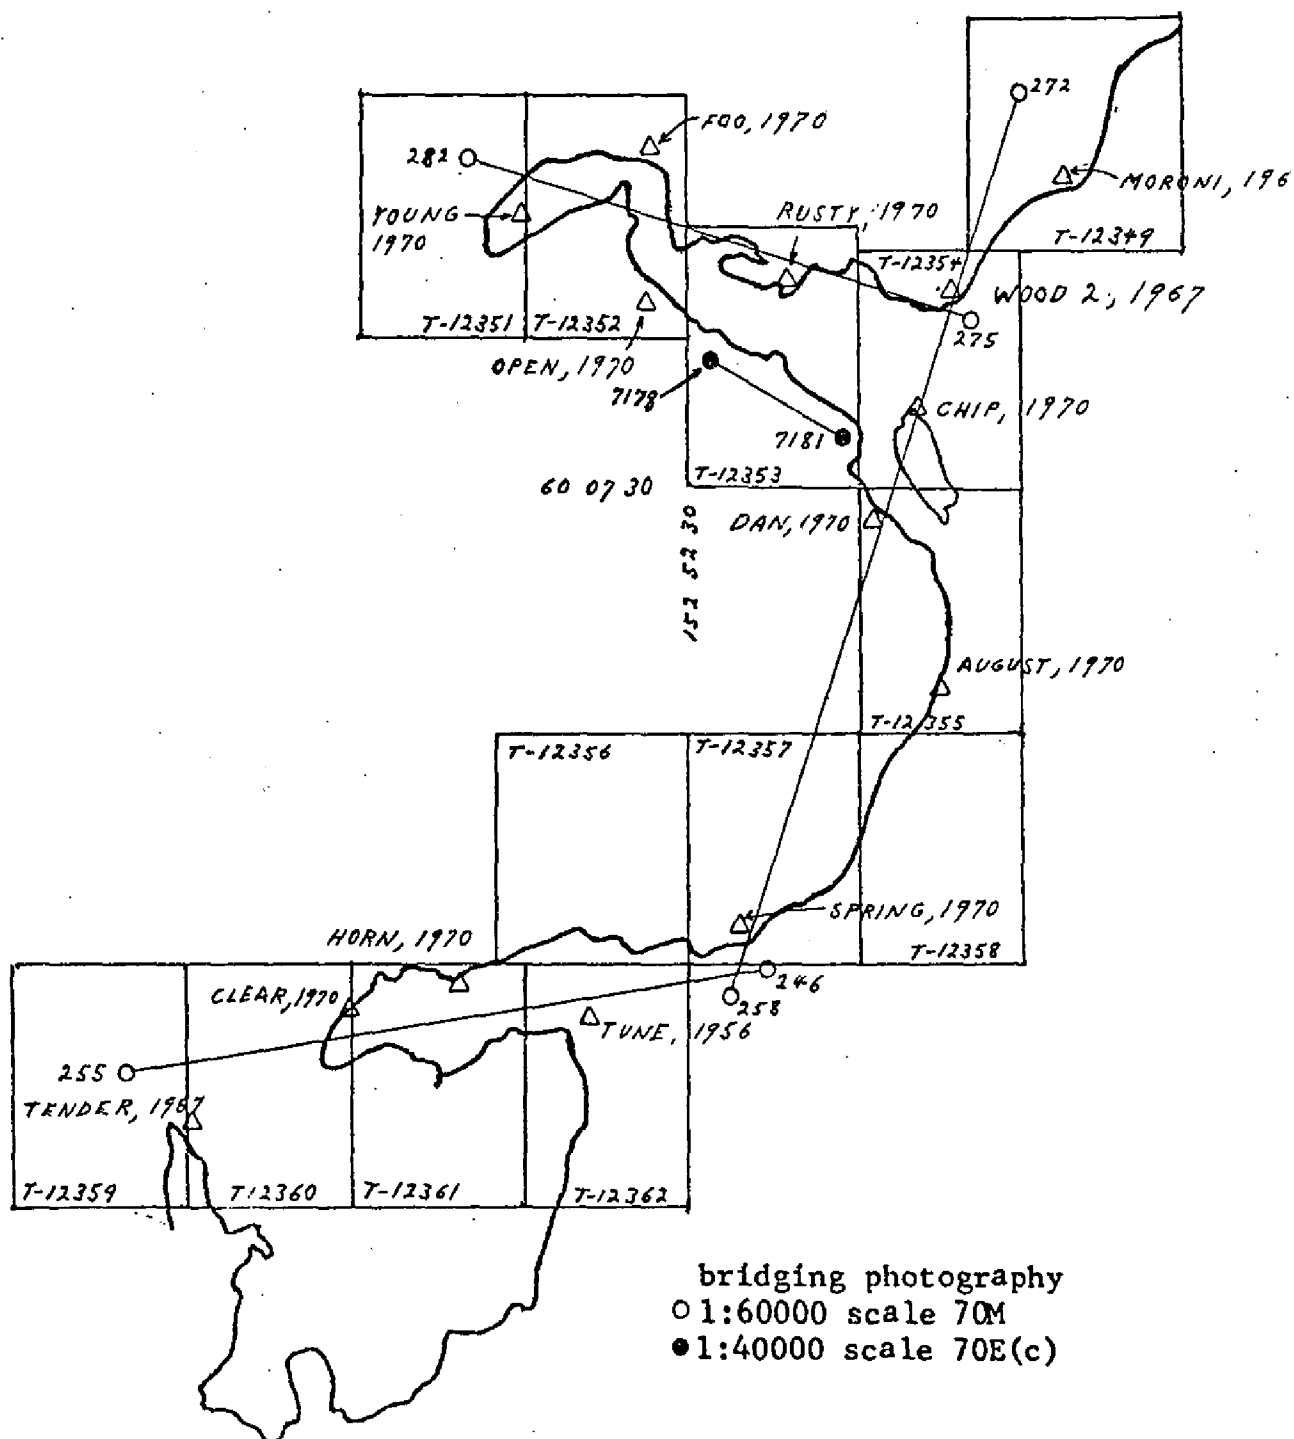 272
FOO, 1970
282
MORONI, 196
YOUNG
1970
RUSTY, 1970
T-12349
T-12354
WOOD 2, 1967
T-12351
T-12352
275
OPEN, 1970
7178
CHIP, 1970
7181
T-12353
60 07 30
DAN, 1970
152 52 30
AUGUST, 1970
T-12355
T-12356
T-12357
SPRING, 1970
HORN, 1970
T-12358
246
CLEAR, 1970
258
TUNE, 1956
255
TENDER, 1967
T-12359
T12360
T-12361
T-12362
bridging photography
1:60000 scale 70M
1:40000 scale 70E(c)